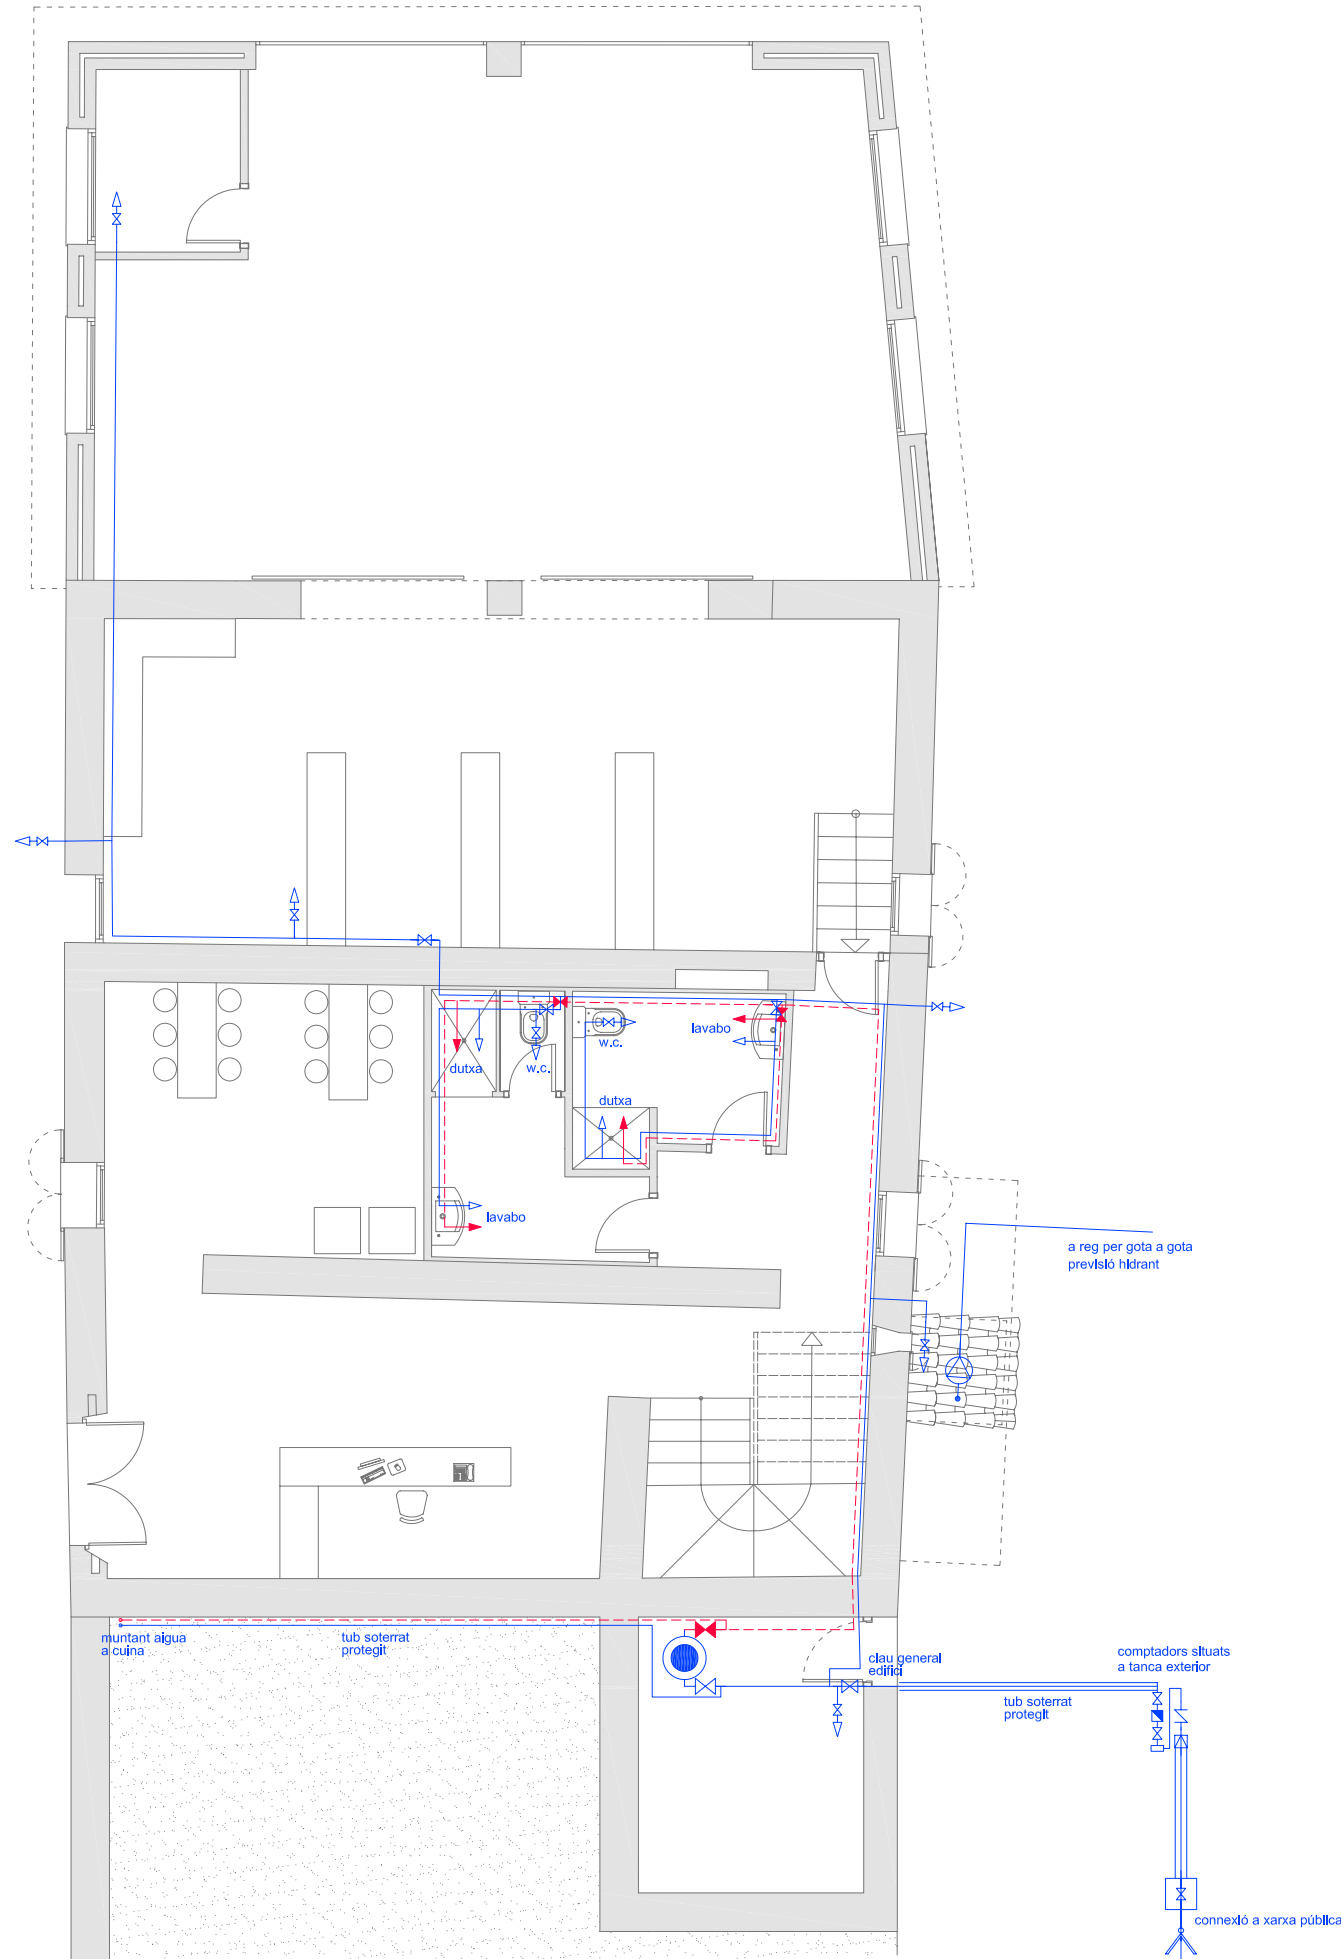 lavabo
w.c.
dutxa
w.c.
dutxa
lavabo
a reg per gota a gota
previsió hidrant
muntant aigua
a cuina
tub soterrat
protegit
clau general
edifici
comptadors situats
a tanca exterior
tub soterrat
protegit
connexió a xarxa pública